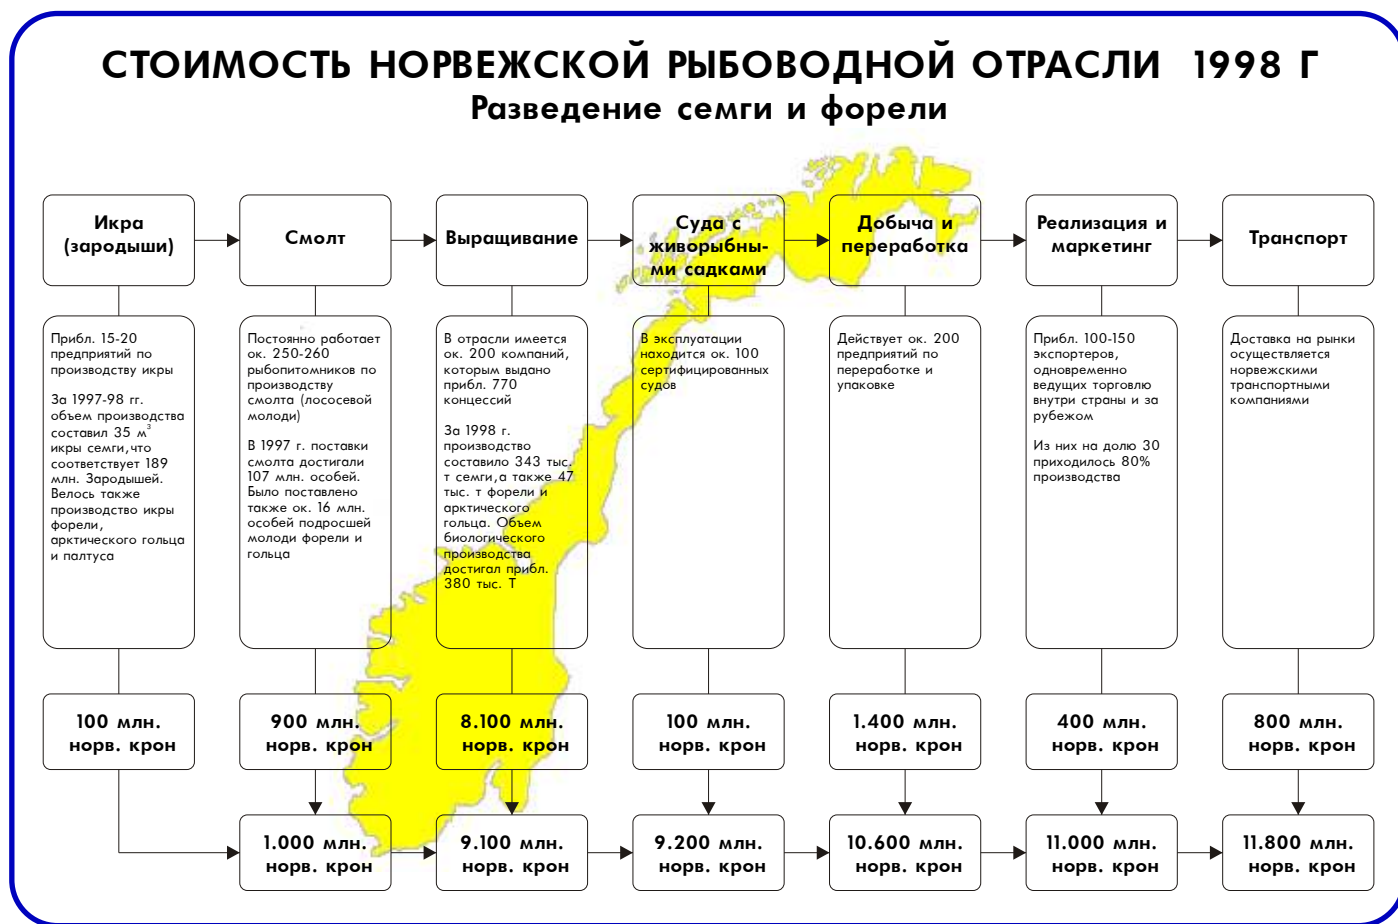 СТОИМОСТЬ НОРВЕЖСКОЙ РЫБОВОДНОЙ ОТРАСЛИ 1998 Г
Разведение семги и форели
Икра
(зародыши)
Смолт
Выращивание
Суда с
живорыбны-
ми садками
Добыча и
переработка
Реализация и
маркетинг
Транспорт
Прибл. 15-20
предприятий по
производству икры
За 1997-98 гг.
объем производства
составил 35 м³
икры семги,что
соответствует 189
млн. Зародышей.
Велось также
производство икры
форели,
арктического гольца
и палтуса
Постоянно работает
ок. 250-260
рыбопитомников по
производству
смолта (лососевой
молоди)
В 1997 г. поставки
смолта достигали
107 млн. особей.
Было поставлено
также ок. 16 млн.
особей подросшей
молоди форели и
гольца
В отрасли имеется
ок. 200 компаний,
которым выдано
прибл. 770
концессий
За 1998 г.
производство
составило 343 тыс.
т семги,а также 47
тыс. т форели и
арктического
гольца. Объем
биологического
производства
достигал прибл.
380 тыс. Т
В эксплуатации
находится ок. 100
сертифицированных
судов
Действует ок. 200
предприятий по
переработке и
упаковке
Прибл. 100-150
экспортеров,
одновременно
ведущих торговлю
внутри страны и за
рубежом
Из них на долю 30
приходилось 80%
производства
Доставка на рынки
осуществляется
норвежскими
транспортными
компаниями
100 млн.
норв. крон
900 млн.
норв. крон
8.100 млн.
норв. крон
100 млн.
норв. крон
1.400 млн.
норв. крон
400 млн.
норв. крон
800 млн.
норв. крон
1.000 млн.
норв. крон
9.100 млн.
норв. крон
9.200 млн.
норв. крон
10.600 млн.
норв. крон
11.000 млн.
норв. крон
11.800 млн.
норв. крон